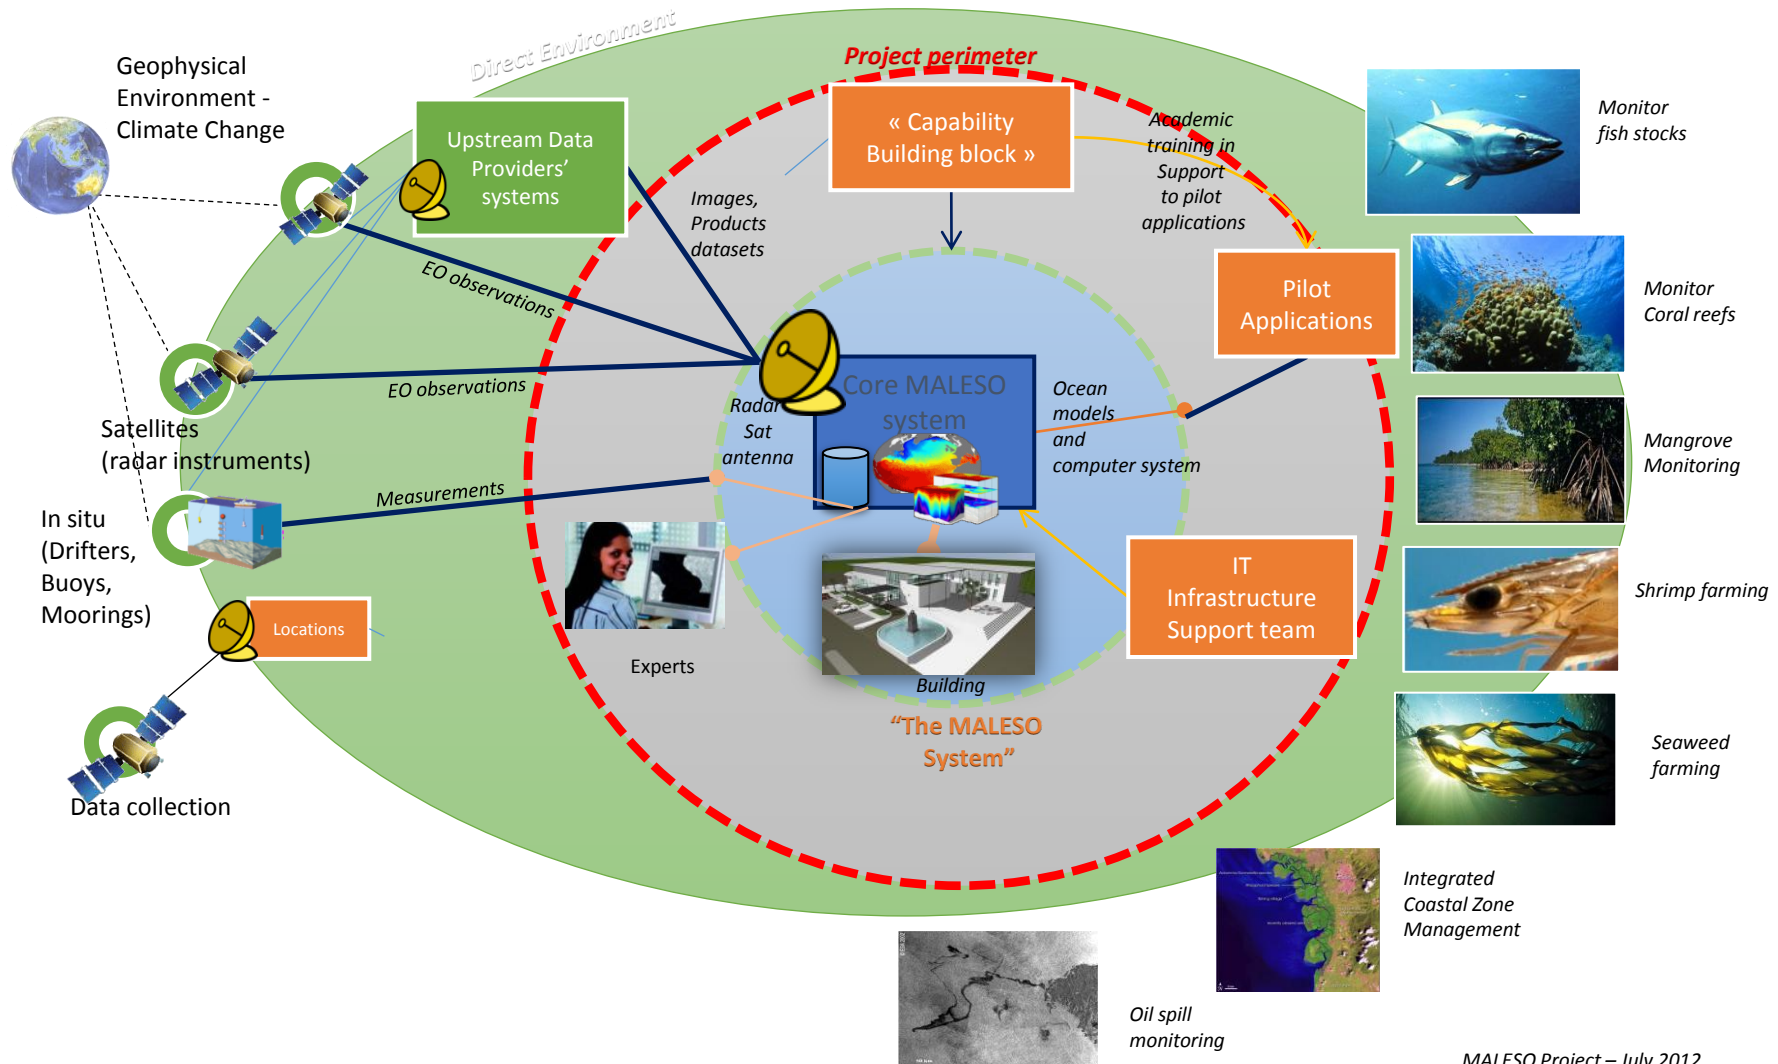 Direct Environment
Project perimeter
Geophysical
Environment -
Climate Change
Upstream Data
Providers’
systems
« Capability
Building block »
Academic
training in
Support
to pilot
applications
Monitor
fish stocks
Images,
Products
datasets
EO observations
Pilot
Applications
Monitor
Coral reefs
EO observations
Core MALESO
system
Radar
Sat
antenna
Ocean
models
and
computer system
Satellites
(radar instruments)
Mangrove
Monitoring
Measurements
In situ
(Drifters,
Buoys,
Moorings)
IT
Infrastructure
Support team
Shrimp farming
Locations
Experts
Building
“The MALESO
System”
Seaweed
farming
Data collection
Integrated
Coastal Zone
Management
Oil spill
monitoring
MALESO Project – July 2012